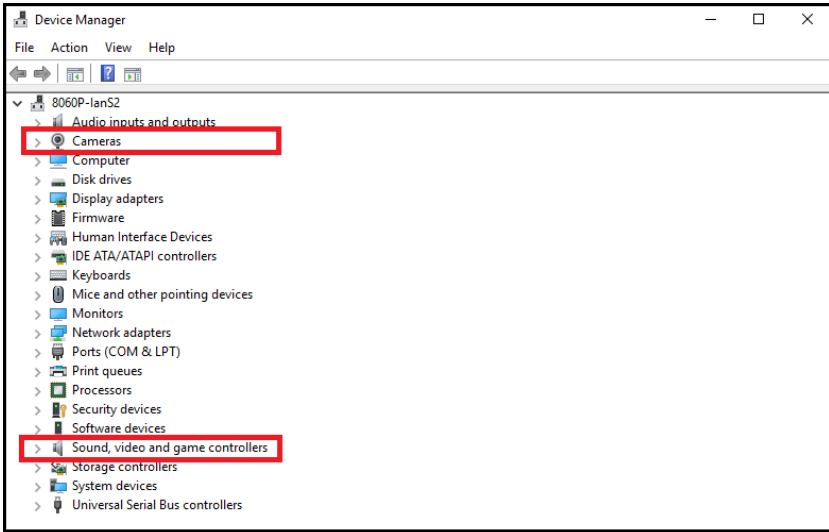 Device Manager
File Action View Help
8060P-IanS2
Audio inputs and outputs
Cameras
Computer
Disk drives
Display adapters
Firmware
Human Interface Devices
IDE ATA/ATAPI controllers
Keyboards
Mice and other pointing devices
Monitors
Network adapters
Ports (COM & LPT)
Print queues
Processors
Security devices
Software devices
Sound, video and game controllers
Storage controllers
System devices
Universal Serial Bus controllers